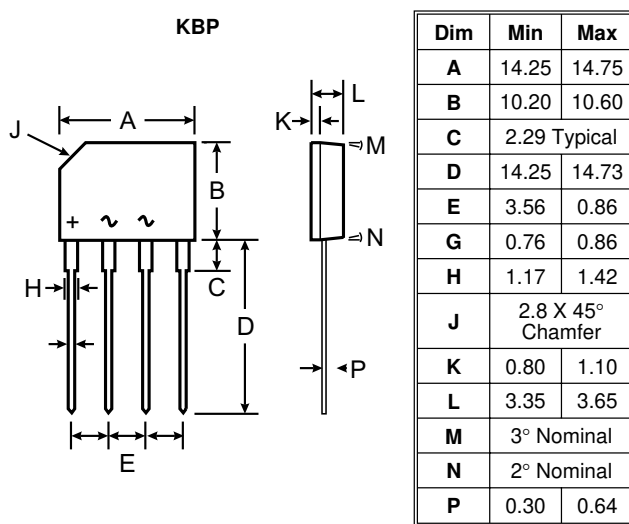 KBP
L
K
A
J
M
B
+ ∿ ∿
N
C
H
D
P
E
Dim Min Max
A 14.25 14.75
B 10.20 10.60
C 2.29 Typical
D 14.25 14.73
E 3.56 0.86
G 0.76 0.86
H 1.17 1.42
J 2.8 X 45°
Chamfer
K 0.80 1.10
L 3.35 3.65
M 3° Nominal
N 2° Nominal
P 0.30 0.64